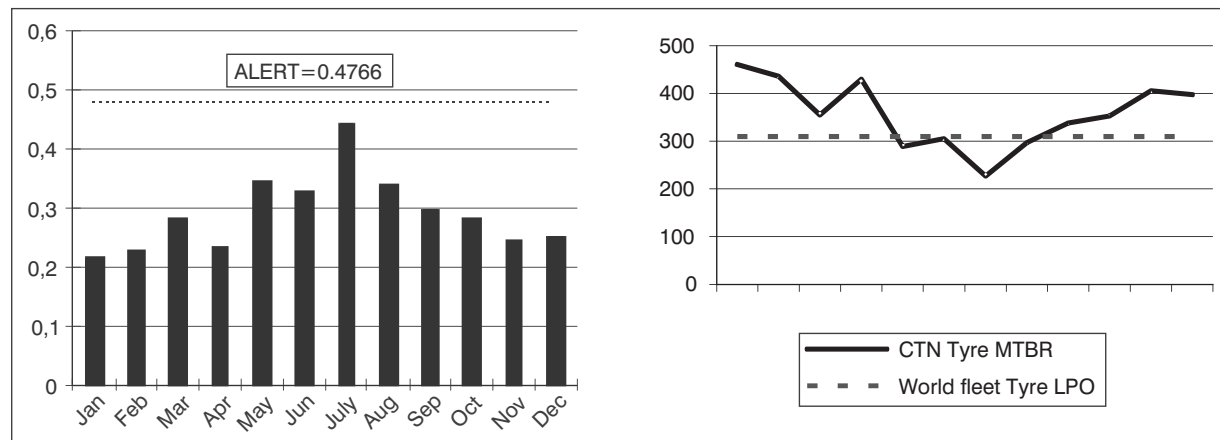 0,6
0,5
0,4
0,3
0,2
0,1
0
ALERT=0.4766
Jan
Feb
Mar
Apr
May
Jun
July
Aug
Sep
Oct
Nov
Dec
500
400
300
200
100
0
CTN Tyre MTBR
World fleet Tyre LPO